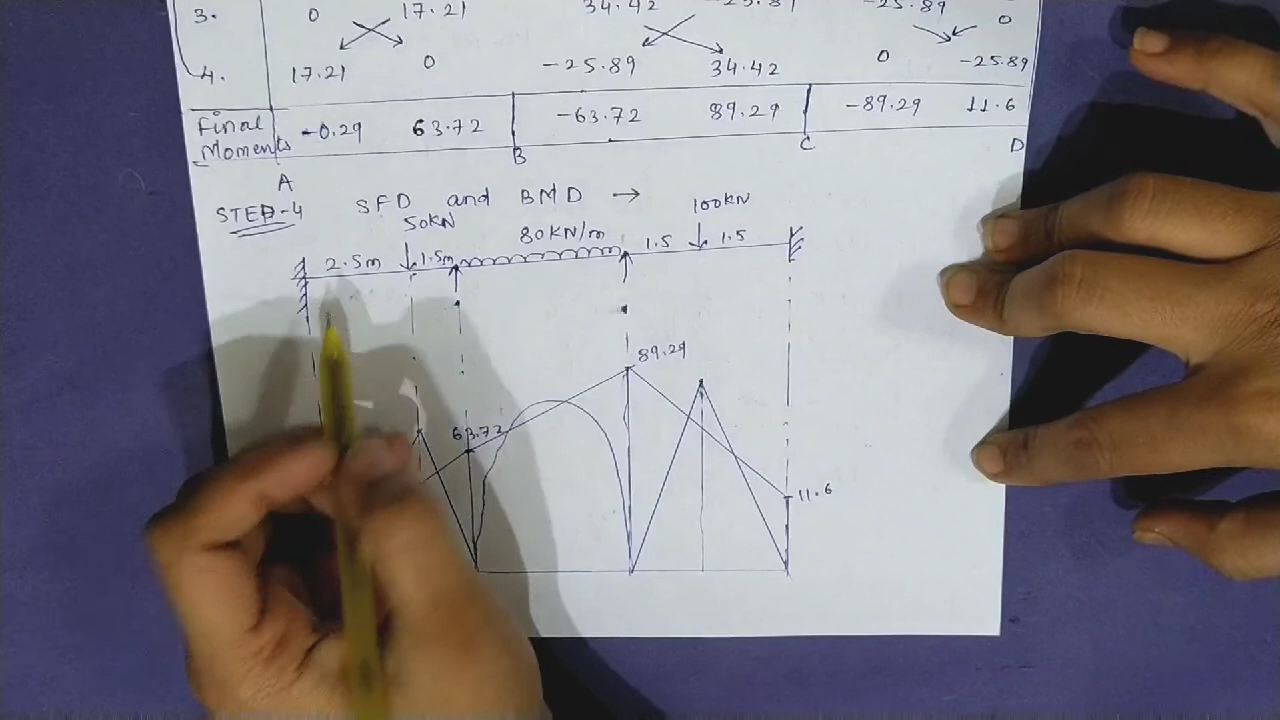 3. 0 17.21 34.42 -25.89 -25.89 0
4. 17.21 0 -25.89 34.42 0 -25.89
Final Moments -0.29 63.72 -63.72 89.29 -89.29 11.6
A B C D
STEP-4 SFD and BMD →
50KN 100KN
2.5m 1.5m 80KN/m 1.5 1.5
89.29
63.72
11.6